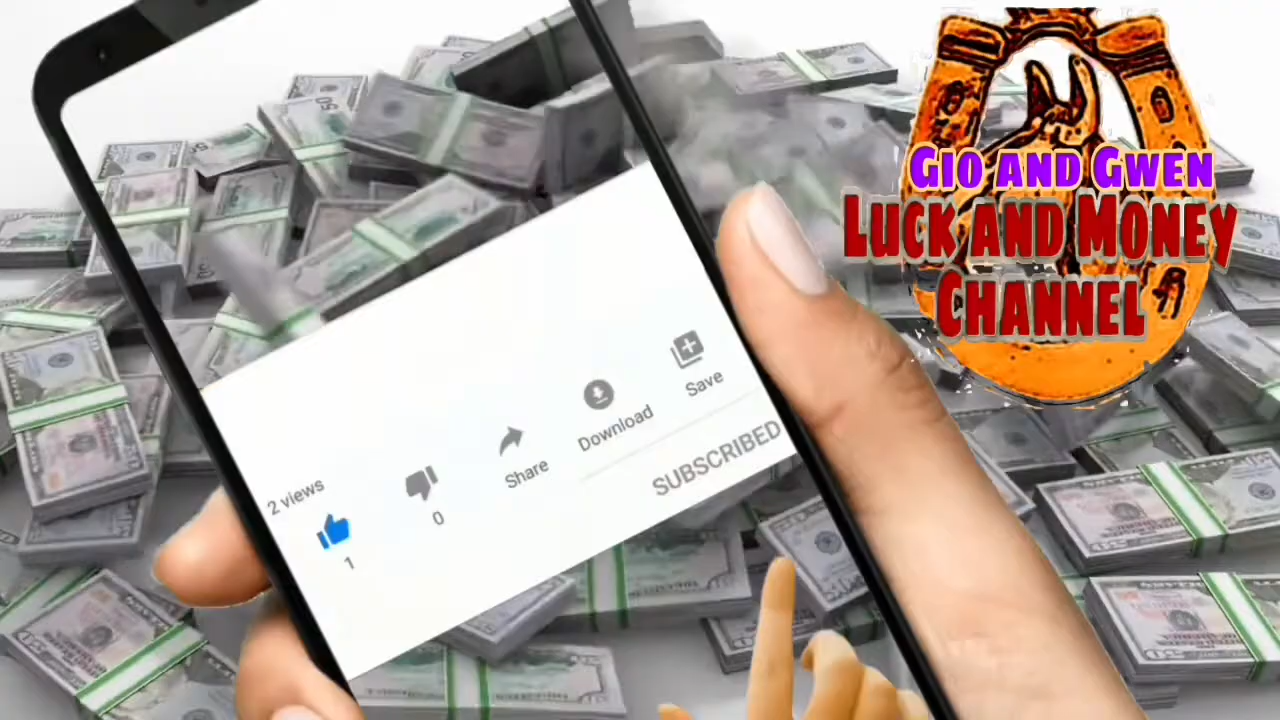 Gio and Gwen
Luck and Money
Channel
2 views
1
0
Share
Download
Save
SUBSCRIBED